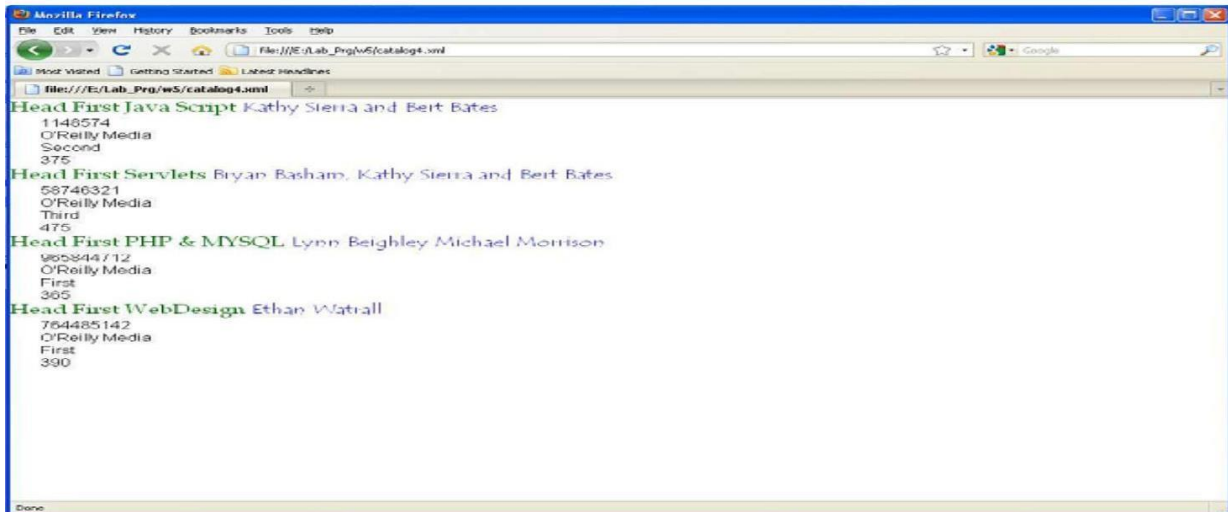 Mozilla Firefox
File Edit View History Bookmarks Tools Help
file:///E:/Lab_Prg/w5/catalog4.xml Google
Most Visited Getting Started Latest Headlines
file:///E:/Lab_Prg/w5/catalog4.xml
Head First Java Script Kathy Sierra and Bert Bates
1148574
O'Reilly Media
Second
375
Head First Servlets Bryan Basham, Kathy Sierra and Bert Bates
58746321
O'Reilly Media
Third
475
Head First PHP & MYSQL Lynn Beighley Michael Morrison
965844712
O'Reilly Media
First
365
Head First WebDesign Ethan Watrall
764485142
O'Reilly Media
First
390
Done